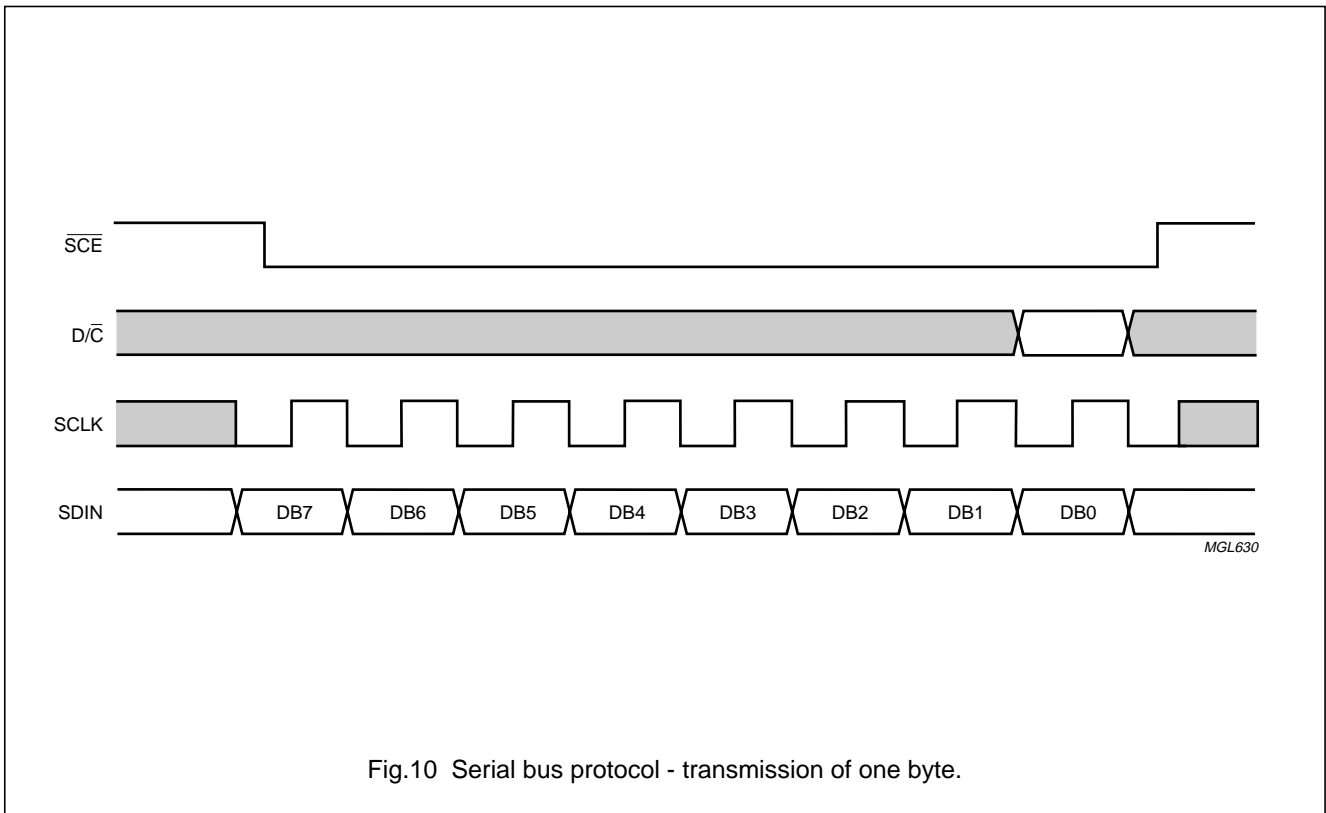 S̅C̅E̅
D/C̅
SCLK
SDIN DB7 DB6 DB5 DB4 DB3 DB2 DB1 DB0
MGL630
Fig.10 Serial bus protocol - transmission of one byte.